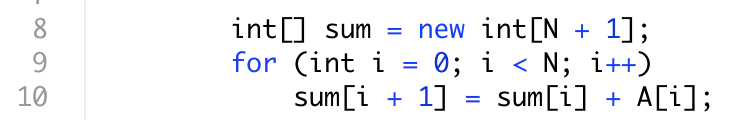 8 int[] sum = new int[N + 1];
9 for (int i = 0; i < N; i++)
10 sum[i + 1] = sum[i] + A[i];